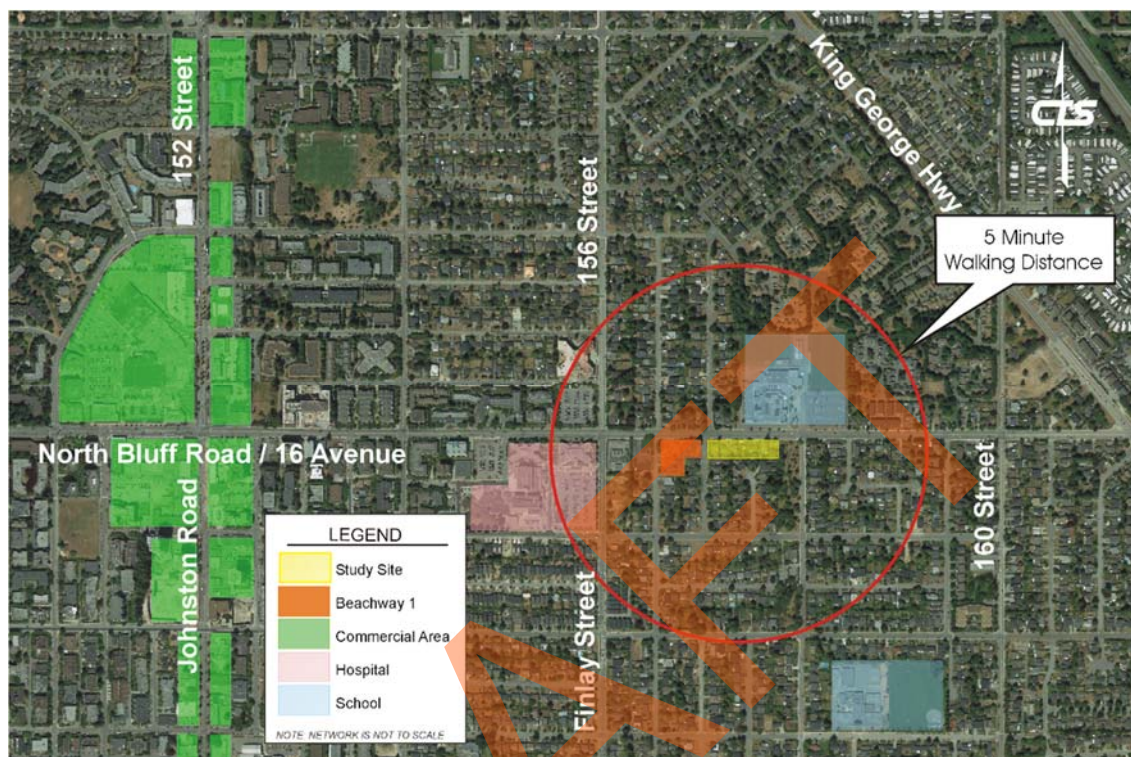 152 Street
156 Street
King George Hwy
CTS
5 Minute
Walking Distance
North Bluff Road / 16 Avenue
Johnston Road
Finlay Street
160 Street
LEGEND
Study Site
Beachway 1
Commercial Area
Hospital
School
NOTE: NETWORK IS NOT TO SCALE